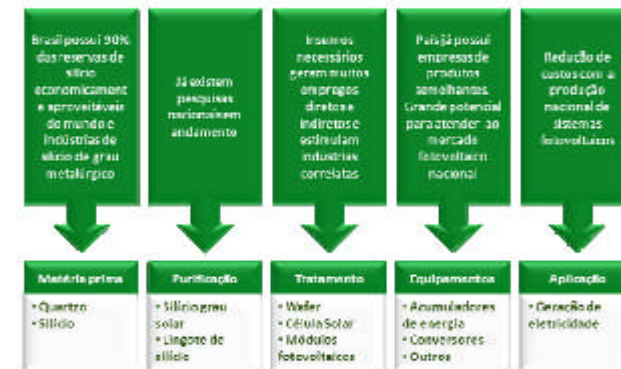 Brasil possui 90%
das reservas de
silício
economicament
e aproveitáveis
do mundo e
indústrias de
silício de grau
metalúrgico
Já existem
pesquisas
nacionais em
andamento
Insumos
necessários
geram muitos
empregos
diretos e
indiretos e
estimulam
industrias
correlatas
País já possui
empresas de
produtos
semelhantes.
Grande potencial
para atender ao
mercado
fotovoltaico
nacional
Redução de
custos com a
produção
nacional de
sistemas
fotovoltaicos
Matéria prima
• Quartzo
• Silício
Purificação
• Silício grau
solar
• Lingote de
silício
Tratamento
• Wafer
• Célula Solar
• Módulos
fotovoltaicos
Equipamentos
• Acumuladores
de energia
• Conversores
• Outros
Aplicação
• Geração de
eletricidade